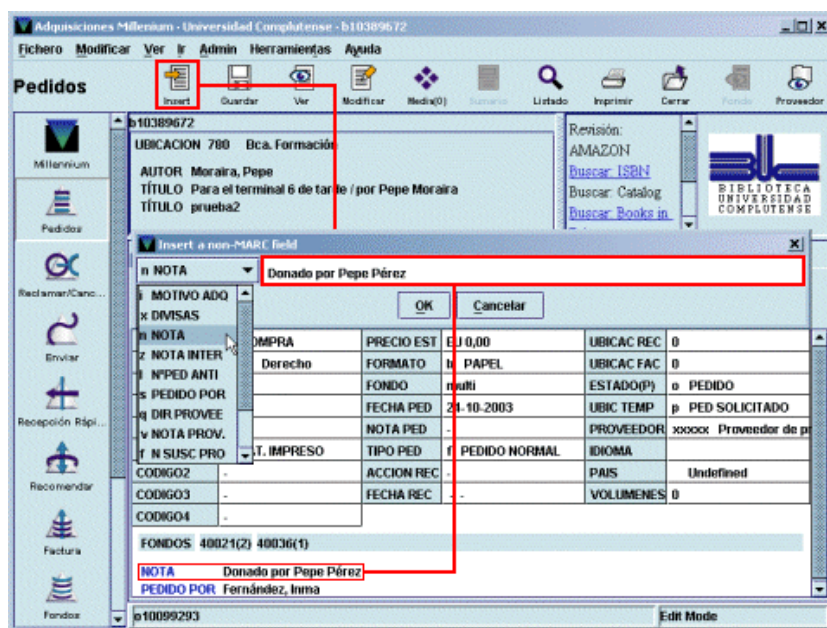 Adquisiciones Millenium - Universidad Complutense - b10389672
Fichero Modificar Ver Ir Admin Herramientas Ayuda
Pedidos
Insert Guardar Ver Modificar Media(0) Sumario Listado Imprimir Cerrar Fondo Proveedor
b10389672
UBICACION 780 Bca. Formación
AUTOR Moraira, Pepe
TÍTULO Para el terminal 6 de tarde / por Pepe Moraira
TÍTULO prueba2
Revisión:
AMAZON
Buscar: ISBN
Buscar: Catalog
Buscar: Books in
BIBLIOTECA
UNIVERSIDAD
COMPLUTENSE
Millennium
Pedidos
Reclamar/Canc...
Enviar
Recepción Rápi...
Recomendar
Factura
Fondos
Insert a non-MARC field
n NOTA
Donado por Pepe Pérez
OK Cancelar
i MOTIVO ADQ
x DIVISAS
n NOTA
z NOTA INTER
l NºPED ANTI
s PEDIDO POR
q DIR PROVEE
v NOTA PROV.
f N SUSC PRO
OMPRA PRECIO EST EU 0,00 UBICAC REC 0
Derecho FORMATO b PAPEL UBICAC FAC 0
FONDO multi ESTADO(P) o PEDIDO
FECHA PED 21-10-2003 UBIC TEMP p PED SOLICITADO
NOTA PED - PROVEEDOR xxxxx Proveedor de pr
AT. IMPRESO TIPO PED f PEDIDO NORMAL IDIOMA
CODIGO2 - ACCION REC - PAIS Undefined
CODIGO3 - FECHA REC - - VOLUMENES 0
CODIGO4 -
FONDOS 40021(2) 40036(1)
NOTA Donado por Pepe Pérez
PEDIDO POR Fernández, Inma
o10099293
Edit Mode